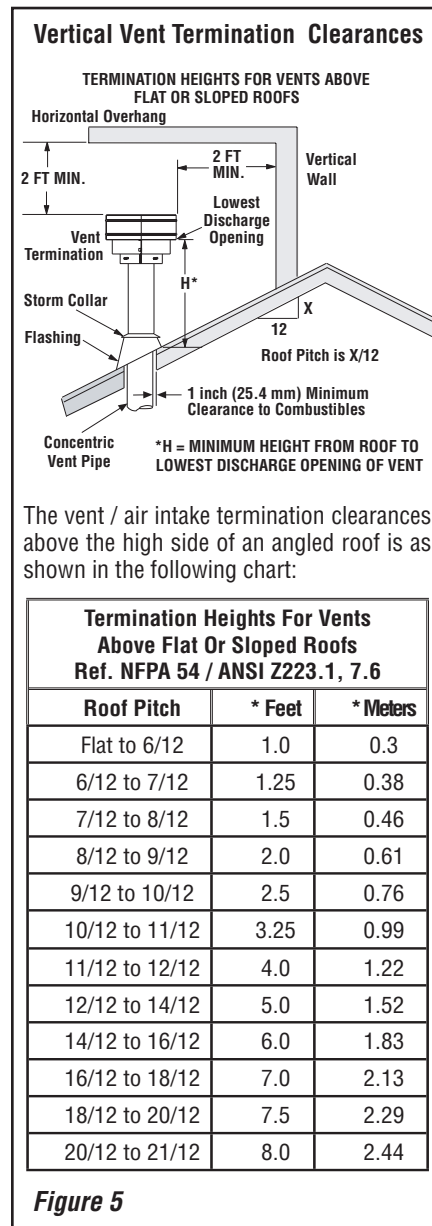 Vertical Vent Termination Clearances
TERMINATION HEIGHTS FOR VENTS ABOVE
FLAT OR SLOPED ROOFS
Horizontal Overhang
2 FT MIN.
2 FT
MIN.
Vertical
Wall
Lowest
Discharge
Opening
Vent
Termination
H*
Storm Collar
Flashing
X
12
Roof Pitch is X/12
1 inch (25.4 mm) Minimum
Clearance to Combustibles
Concentric
Vent Pipe
*H = MINIMUM HEIGHT FROM ROOF TO
LOWEST DISCHARGE OPENING OF VENT
The vent / air intake termination clearances
above the high side of an angled roof is as
shown in the following chart:
Termination Heights For Vents
Above Flat Or Sloped Roofs
Ref. NFPA 54 / ANSI Z223.1, 7.6
Roof Pitch * Feet * Meters
Flat to 6/12 1.0 0.3
6/12 to 7/12 1.25 0.38
7/12 to 8/12 1.5 0.46
8/12 to 9/12 2.0 0.61
9/12 to 10/12 2.5 0.76
10/12 to 11/12 3.25 0.99
11/12 to 12/12 4.0 1.22
12/12 to 14/12 5.0 1.52
14/12 to 16/12 6.0 1.83
16/12 to 18/12 7.0 2.13
18/12 to 20/12 7.5 2.29
20/12 to 21/12 8.0 2.44
Figure 5